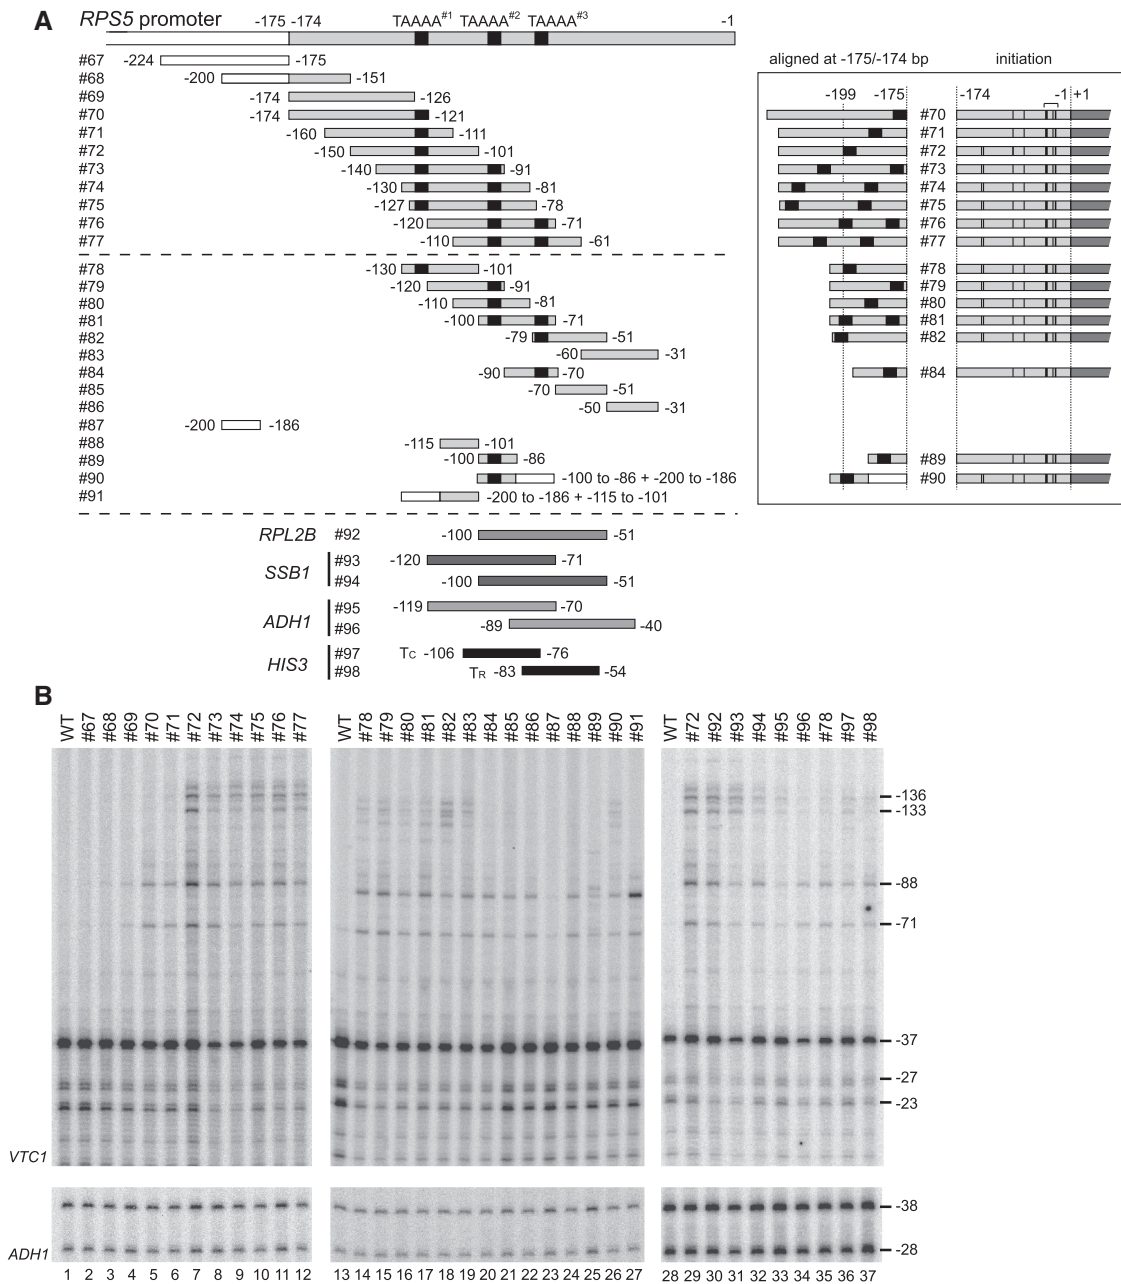 A
RPS5 promoter -175 -174 TAAAA#1 TAAAA#2 TAAAA#3 -1
#67 -224 -175
#68 -200 -151
#69 -174 -126
#70 -174 -121
#71 -160 -111
#72 -150 -101
#73 -140 -91
#74 -130 -81
#75 -127 -78
#76 -120 -71
#77 -110 -61
#78 -130 -101
#79 -120 -91
#80 -110 -81
#81 -100 -71
#82 -79 -51
#83 -60 -31
#84 -90 -70
#85 -70 -51
#86 -50 -31
#87 -200 -186
#88 -115 -101
#89 -100 -86
#90 -100 to -86 + -200 to -186
#91 -200 to -186 + -115 to -101
RPL2B #92 -100 -51
SSB1
#93 -120 -71
#94 -100 -51
ADH1
#95 -119 -70
#96 -89 -40
HIS3
#97 TC -106 -76
#98 TR -83 -54
aligned at -175/-174 bp initiation
-199 -175 -174 -1 +1
#70
#71
#72
#73
#74
#75
#76
#77
#78
#79
#80
#81
#82
#84
#89
#90
B
WT #67 #68 #69 #70 #71 #72 #73 #74 #75 #76 #77
WT #78 #79 #80 #81 #82 #83 #84 #85 #86 #87 #88 #89 #90 #91
WT #72 #92 #93 #94 #95 #96 #78 #97 #98
-136
-133
-88
-71
-37
-27
-23
VTC1
-38
-28
ADH1
1 2 3 4 5 6 7 8 9 10 11 12
13 14 15 16 17 18 19 20 21 22 23 24 25 26 27
28 29 30 31 32 33 34 35 36 37